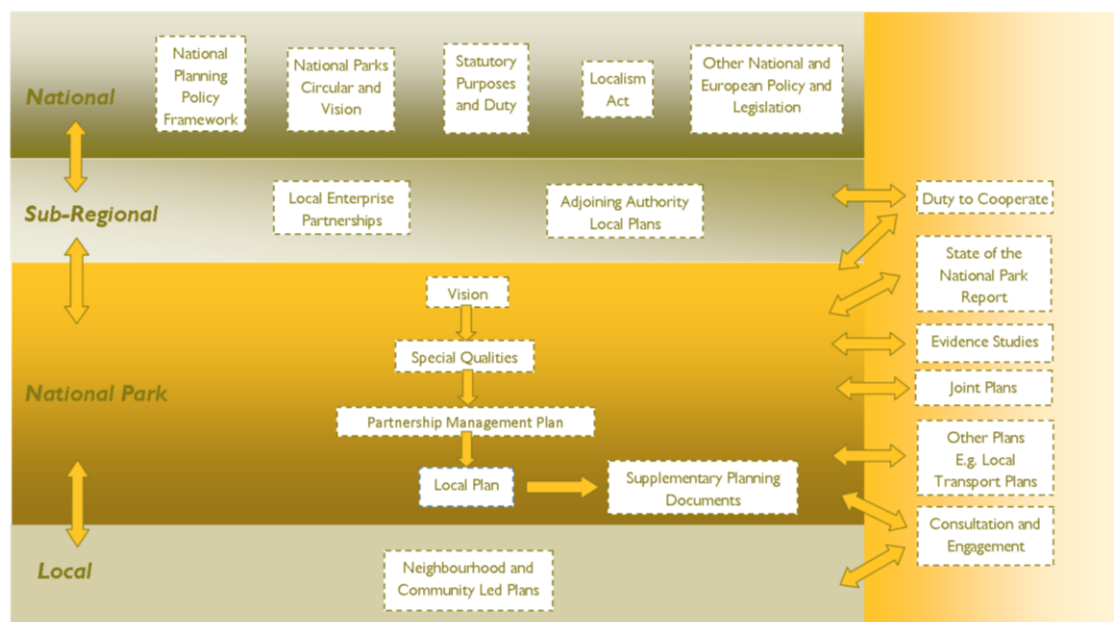 National
National
Planning
Policy
Framework
National Parks
Circular and
Vision
Statutory
Purposes
and Duty
Localism
Act
Other National and
European Policy and
Legislation
Sub-Regional
Local Enterprise
Partnerships
Adjoining Authority
Local Plans
Duty to Cooperate
State of the
National Park
Report
Evidence Studies
Joint Plans
Other Plans
E.g. Local
Transport Plans
Consultation and
Engagement
National Park
Vision
Special Qualities
Partnership Management Plan
Local Plan
Supplementary Planning
Documents
Local
Neighbourhood and
Community Led Plans